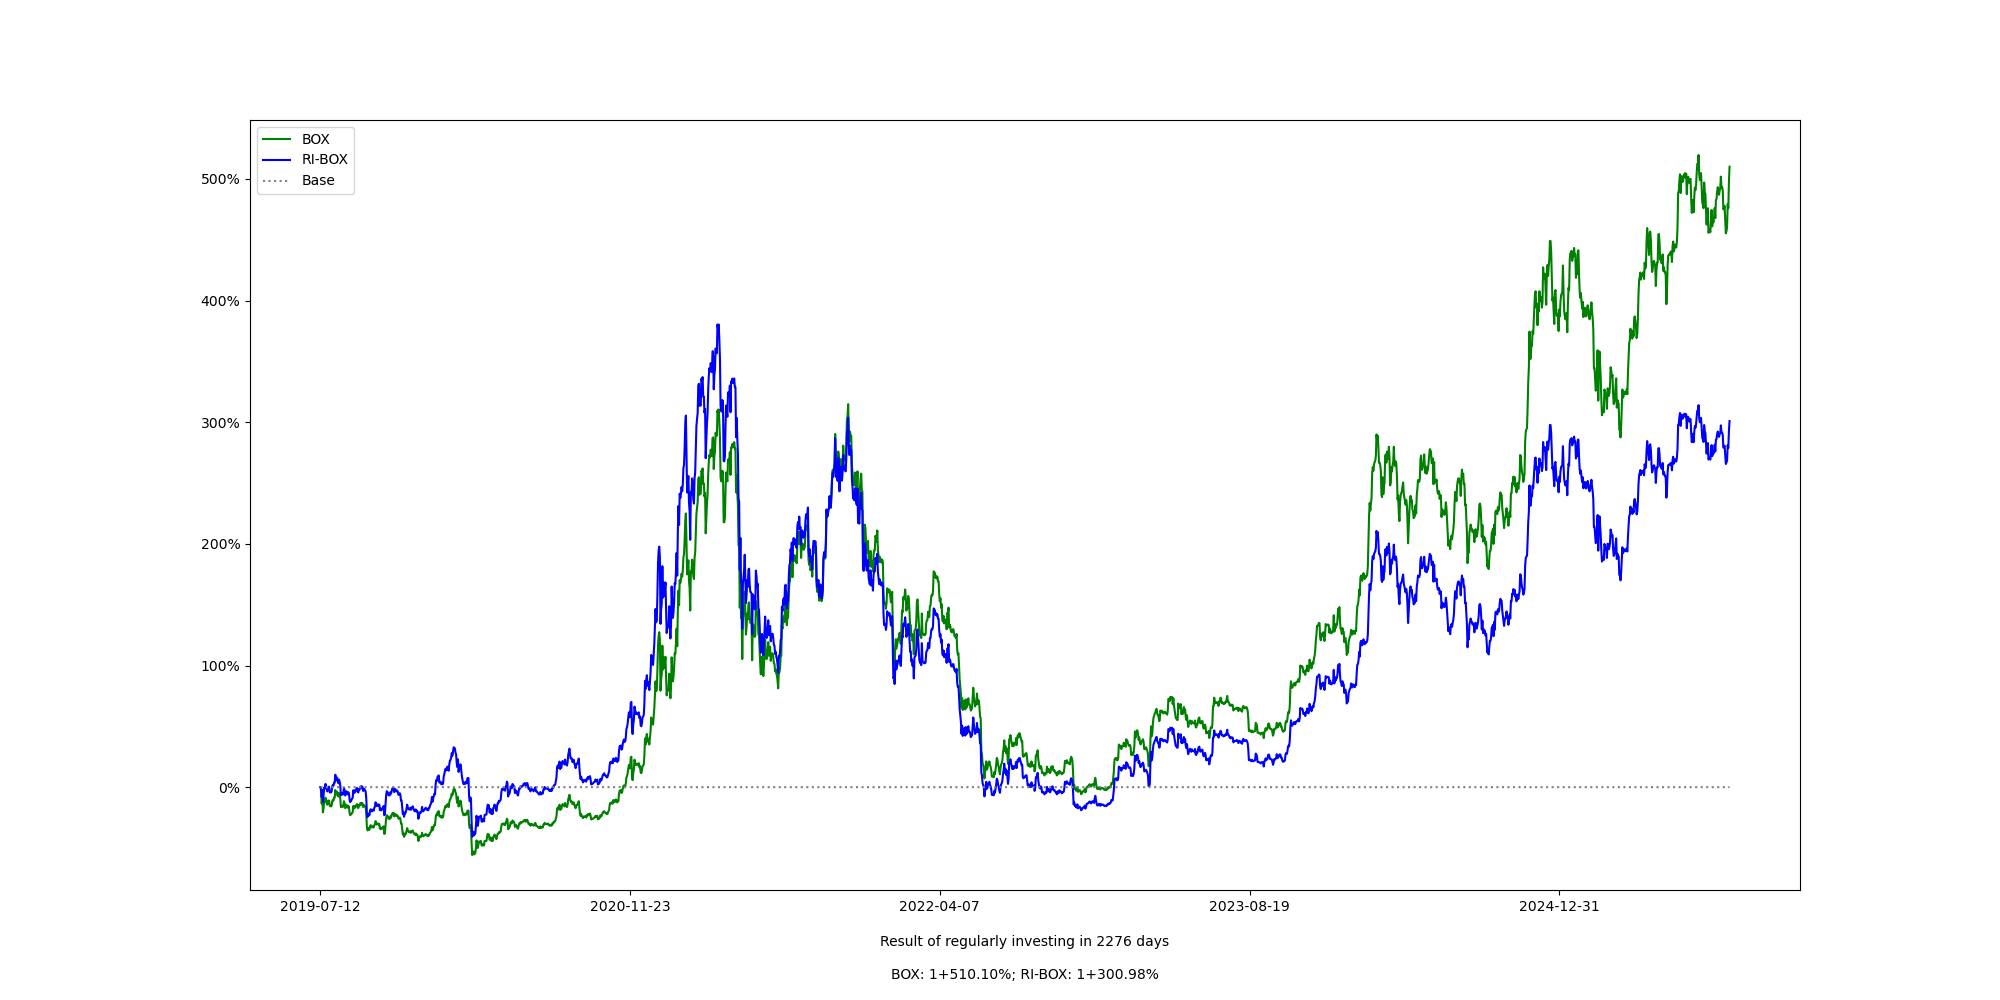 BOX
RI-BOX
Base
500%
400%
300%
200%
100%
0%
2019-07-12
2020-11-23
2022-04-07
2023-08-19
2024-12-31
Result of regularly investing in 2276 days
BOX: 1+510.10%; RI-BOX: 1+300.98%